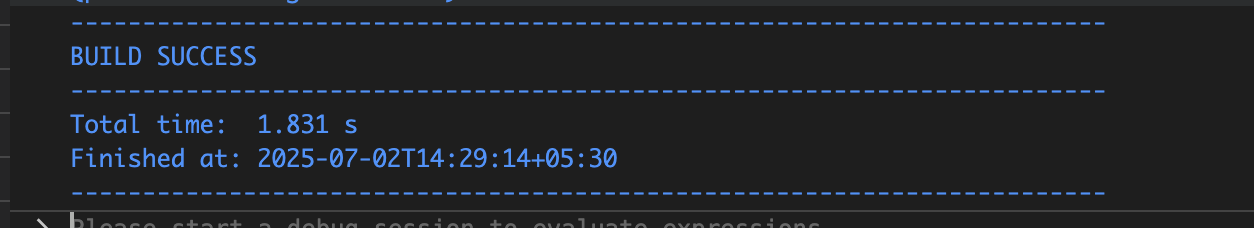 ------------------------------------------------------------------------
BUILD SUCCESS
------------------------------------------------------------------------
Total time:  1.831 s
Finished at: 2025-07-02T14:29:14+05:30
------------------------------------------------------------------------
Please start a debug session to evaluate expressions